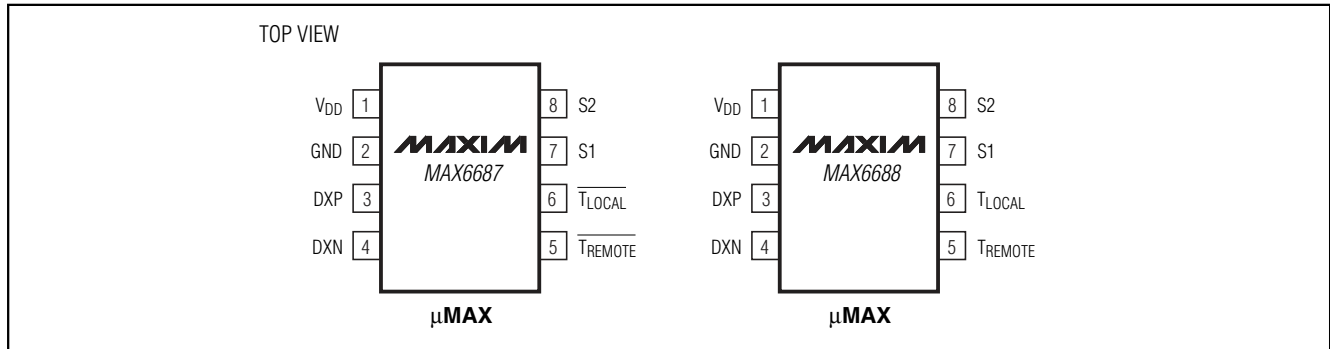 TOP VIEW
VDD 1 8 S2
GND 2 MAXIM 7 S1
MAX6687
DXP 3 6 T̅L̅O̅C̅A̅L̅
DXN 4 5 T̅R̅E̅M̅O̅T̅E̅
μMAX
VDD 1 8 S2
GND 2 MAXIM 7 S1
MAX6688
DXP 3 6 TLOCAL
DXN 4 5 TREMOTE
μMAX